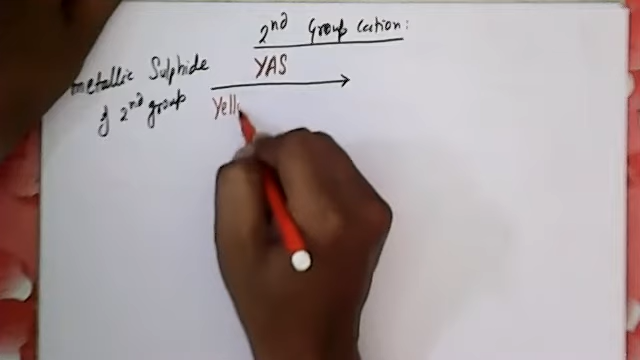 2nd Group Cation:
Metallic Sulphide
of 2nd group
YAS
Yell